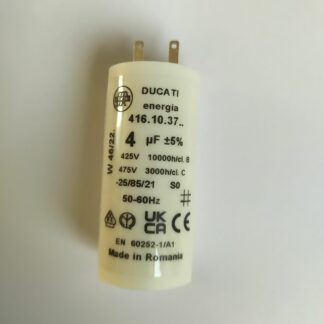 DUCATI
energia
416.10.37..
4 µF ±5%
425V 10000h/cl. B
475V 3000h/cl. C
-25/85/21 S0
50-60Hz
UK
CA
EN 60252-1/A1
Made in Romania
W 46/22.